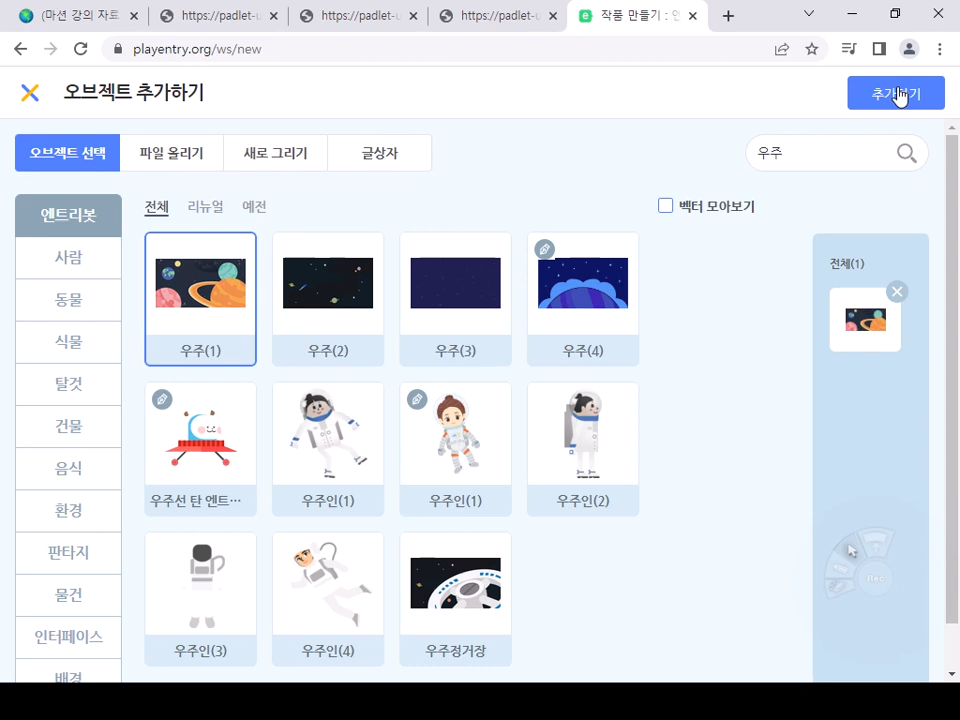 (마션 강의 자료
https://padlet-u
https://padlet-u
https://padlet-u
작품 만들기 : 엔
playentry.org/ws/new
오브젝트 추가하기
오브젝트 선택
파일 올리기
새로 그리기
글상자
우주
엔트리봇
사람
동물
식물
탈것
건물
음식
환경
판타지
물건
인터페이스
배경
전체
리뉴얼
예전
벡터 모아보기
우주(1)
우주(2)
우주(3)
우주(4)
우주선 탄 엔트…
우주인(1)
우주인(1)
우주인(2)
우주인(3)
우주인(4)
우주정거장
전체(1)
Rec